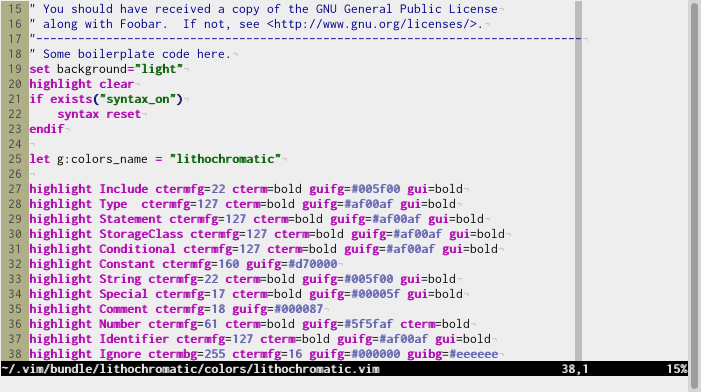 15 " You should have received a copy of the GNU General Public License¬
16 " along with Foobar.  If not, see <http://www.gnu.org/licenses/>.¬
17 "------------------------------------------------------------------------------¬
18 " Some boilerplate code here.¬
19 set background="light"¬
20 highlight clear¬
21 if exists("syntax_on")¬
22     syntax reset¬
23 endif¬
24 ¬
25 let g:colors_name = "lithochromatic"¬
26 ¬
27 highlight Include ctermfg=22 cterm=bold guifg=#005f00 gui=bold¬
28 highlight Type  ctermfg=127 cterm=bold guifg=#af00af gui=bold¬
29 highlight Statement ctermfg=127 cterm=bold guifg=#af00af gui=bold¬
30 highlight StorageClass ctermfg=127 cterm=bold guifg=#af00af gui=bold¬
31 highlight Conditional ctermfg=127 cterm=bold guifg=#af00af gui=bold¬
32 highlight Constant ctermfg=160 guifg=#d70000¬
33 highlight String ctermfg=22 cterm=bold guifg=#005f00 gui=bold¬
34 highlight Special ctermfg=17 cterm=bold guifg=#00005f gui=bold¬
35 highlight Comment ctermfg=18 guifg=#000087¬
36 highlight Number ctermfg=61 cterm=bold guifg=#5f5faf cterm=bold¬
37 highlight Identifier ctermfg=127 cterm=bold guifg=#af00af gui=bold¬
38 highlight Ignore ctermbg=255 ctermfg=16 guifg=#000000 guibg=#eeeeee¬
~/.vim/bundle/lithochromatic/colors/lithochromatic.vim 38,1 15%